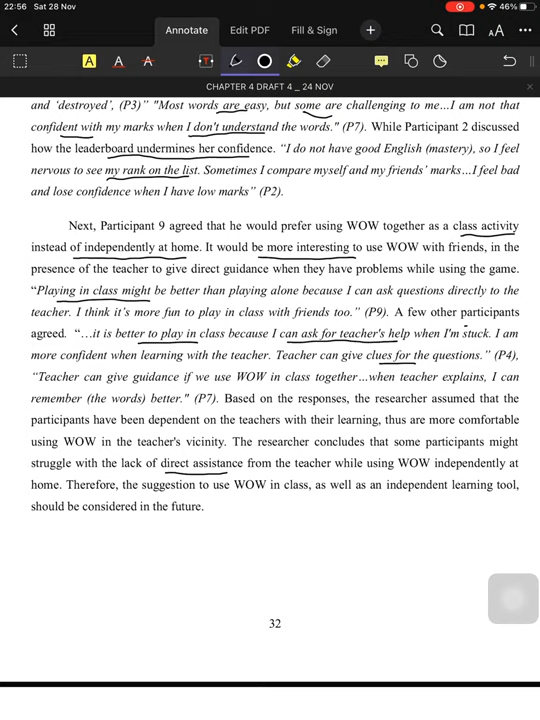 22:56 Sat 28 Nov
46%
Annotate Edit PDF Fill & Sign
AA
A A A T
CHAPTER 4 DRAFT 4 _ 24 NOV
and ‘destroyed’, (P3)” "Most words are easy, but some are challenging to me…I am not that
confident with my marks when I don't understand the words." (P7). While Participant 2 discussed
how the leaderboard undermines her confidence. “I do not have good English (mastery), so I feel
nervous to see my rank on the list. Sometimes I compare myself and my friends’ marks…I feel bad
and lose confidence when I have low marks” (P2).
Next, Participant 9 agreed that he would prefer using WOW together as a class activity
instead of independently at home. It would be more interesting to use WOW with friends, in the
presence of the teacher to give direct guidance when they have problems while using the game.
“Playing in class might be better than playing alone because I can ask questions directly to the
teacher. I think it’s more fun to play in class with friends too.” (P9). A few other participants
agreed. “…it is better to play in class because I can ask for teacher's help when I'm stuck. I am
more confident when learning with the teacher. Teacher can give clues for the questions.” (P4),
“Teacher can give guidance if we use WOW in class together…when teacher explains, I can
remember (the words) better." (P7). Based on the responses, the researcher assumed that the
participants have been dependent on the teachers with their learning, thus are more comfortable
using WOW in the teacher's vicinity. The researcher concludes that some participants might
struggle with the lack of direct assistance from the teacher while using WOW independently at
home. Therefore, the suggestion to use WOW in class, as well as an independent learning tool,
should be considered in the future.
32